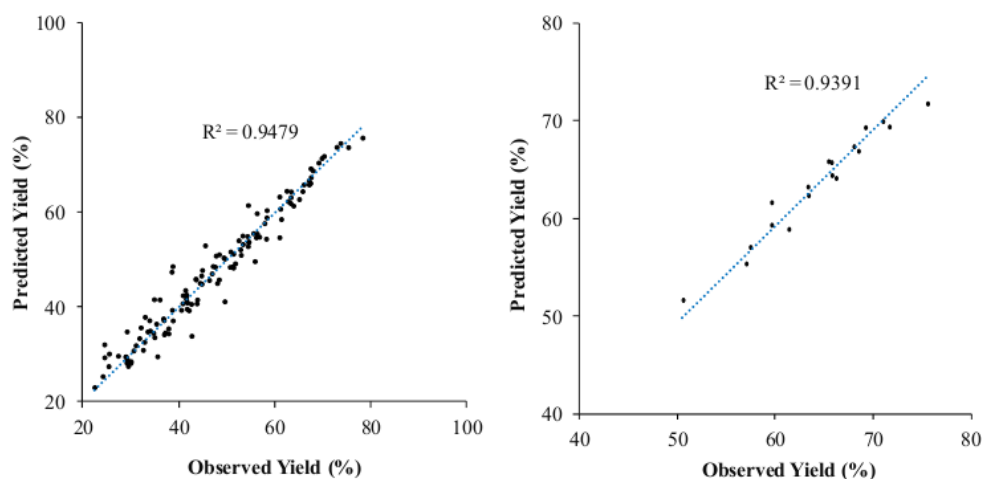 100
80
60
40
20
20 40 60 80 100
Predicted Yield (%)
Observed Yield (%)
R² = 0.9479
80
70
60
50
40
40 50 60 70 80
Predicted Yield (%)
Observed Yield (%)
R² = 0.9391